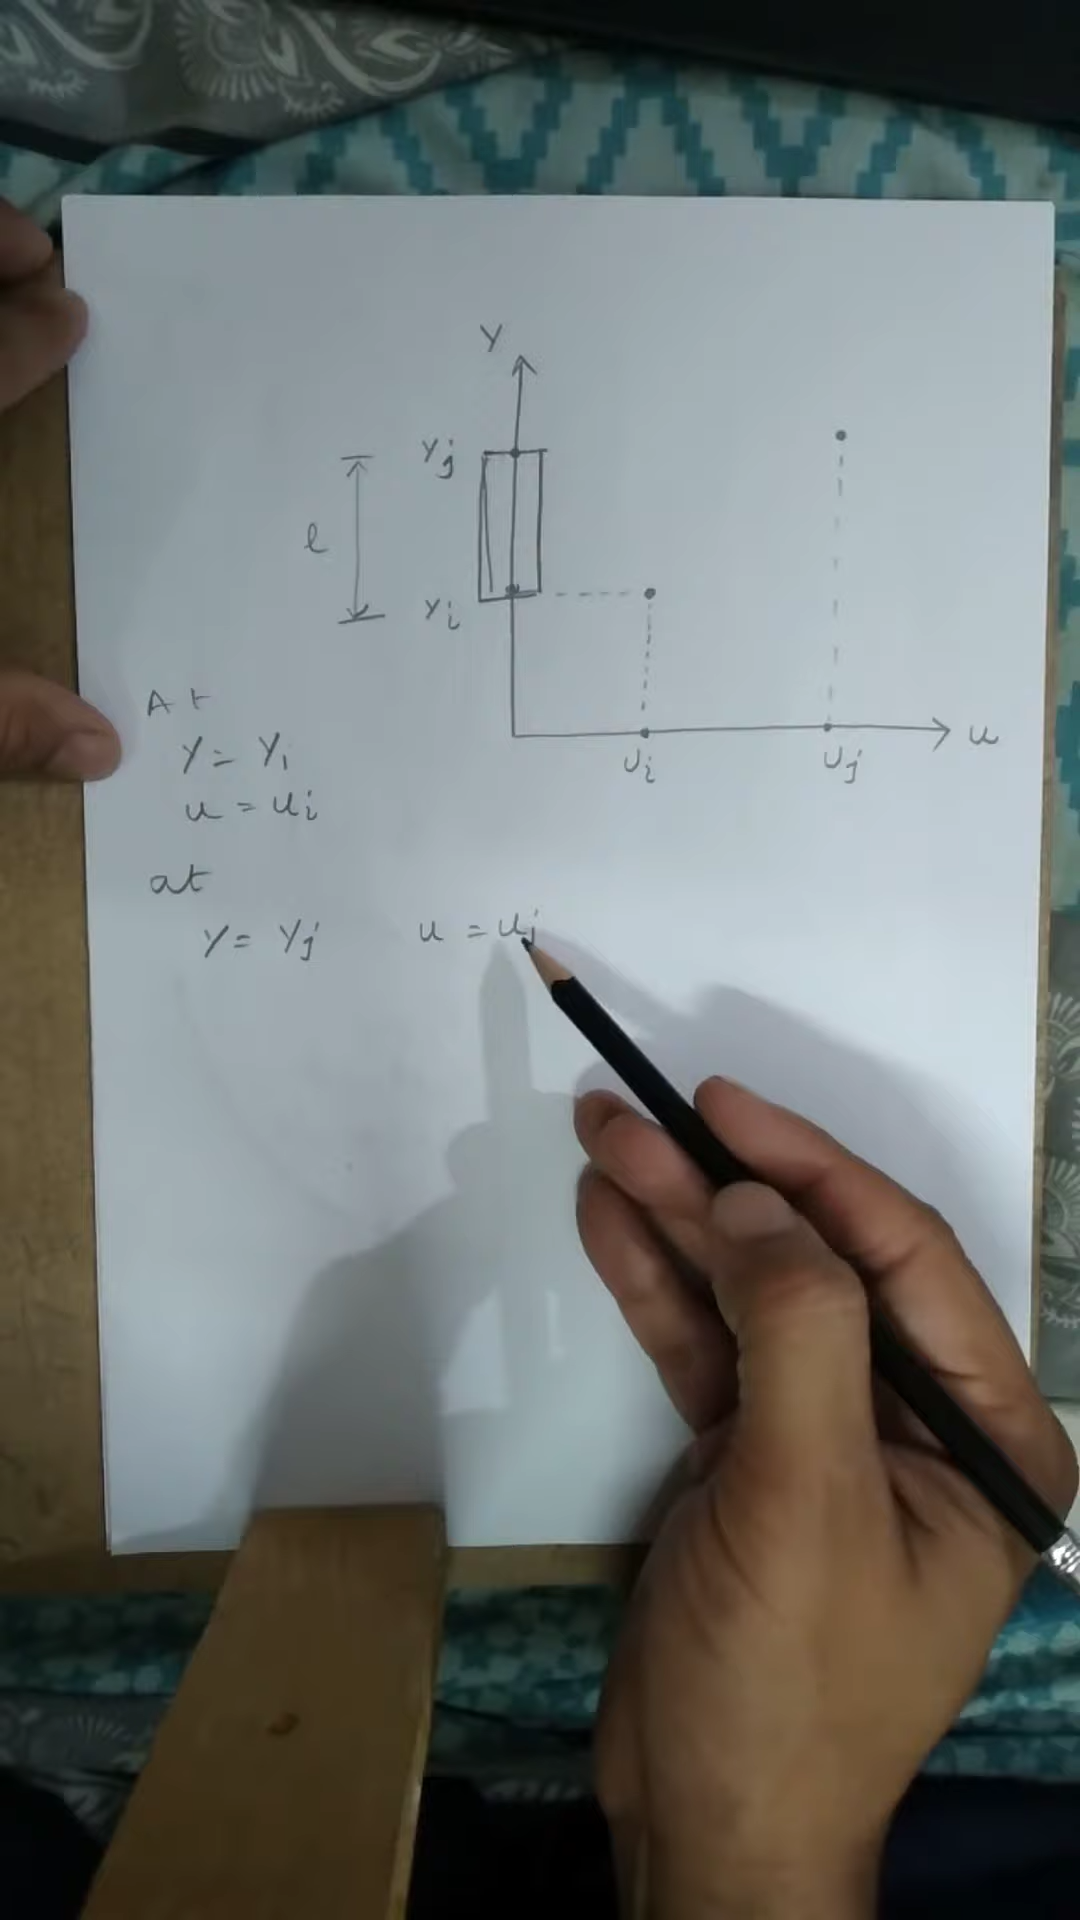 Y
Yj
l
Yi
u
Ui
Uj
At
Y = Y1
u = ui
at
Y = Yj u = uj